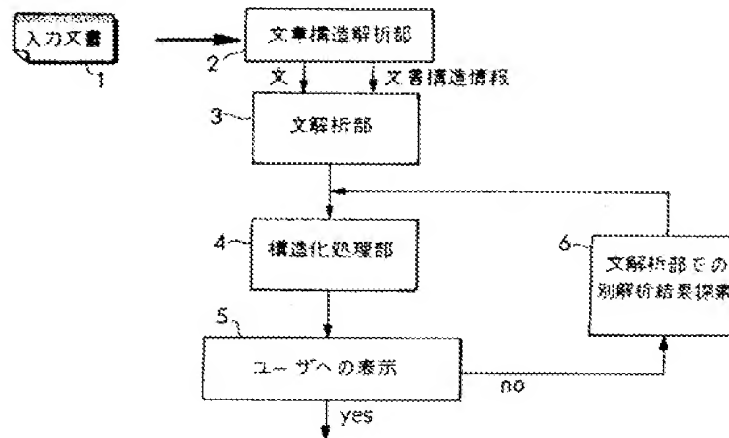 入力文書
1
文章構造解析部
2
文
文書構造情報
3
文解析部
4
構造化処理部
6
文解析部での
別解析結果探索
5
ユーザへの表示
no
yes